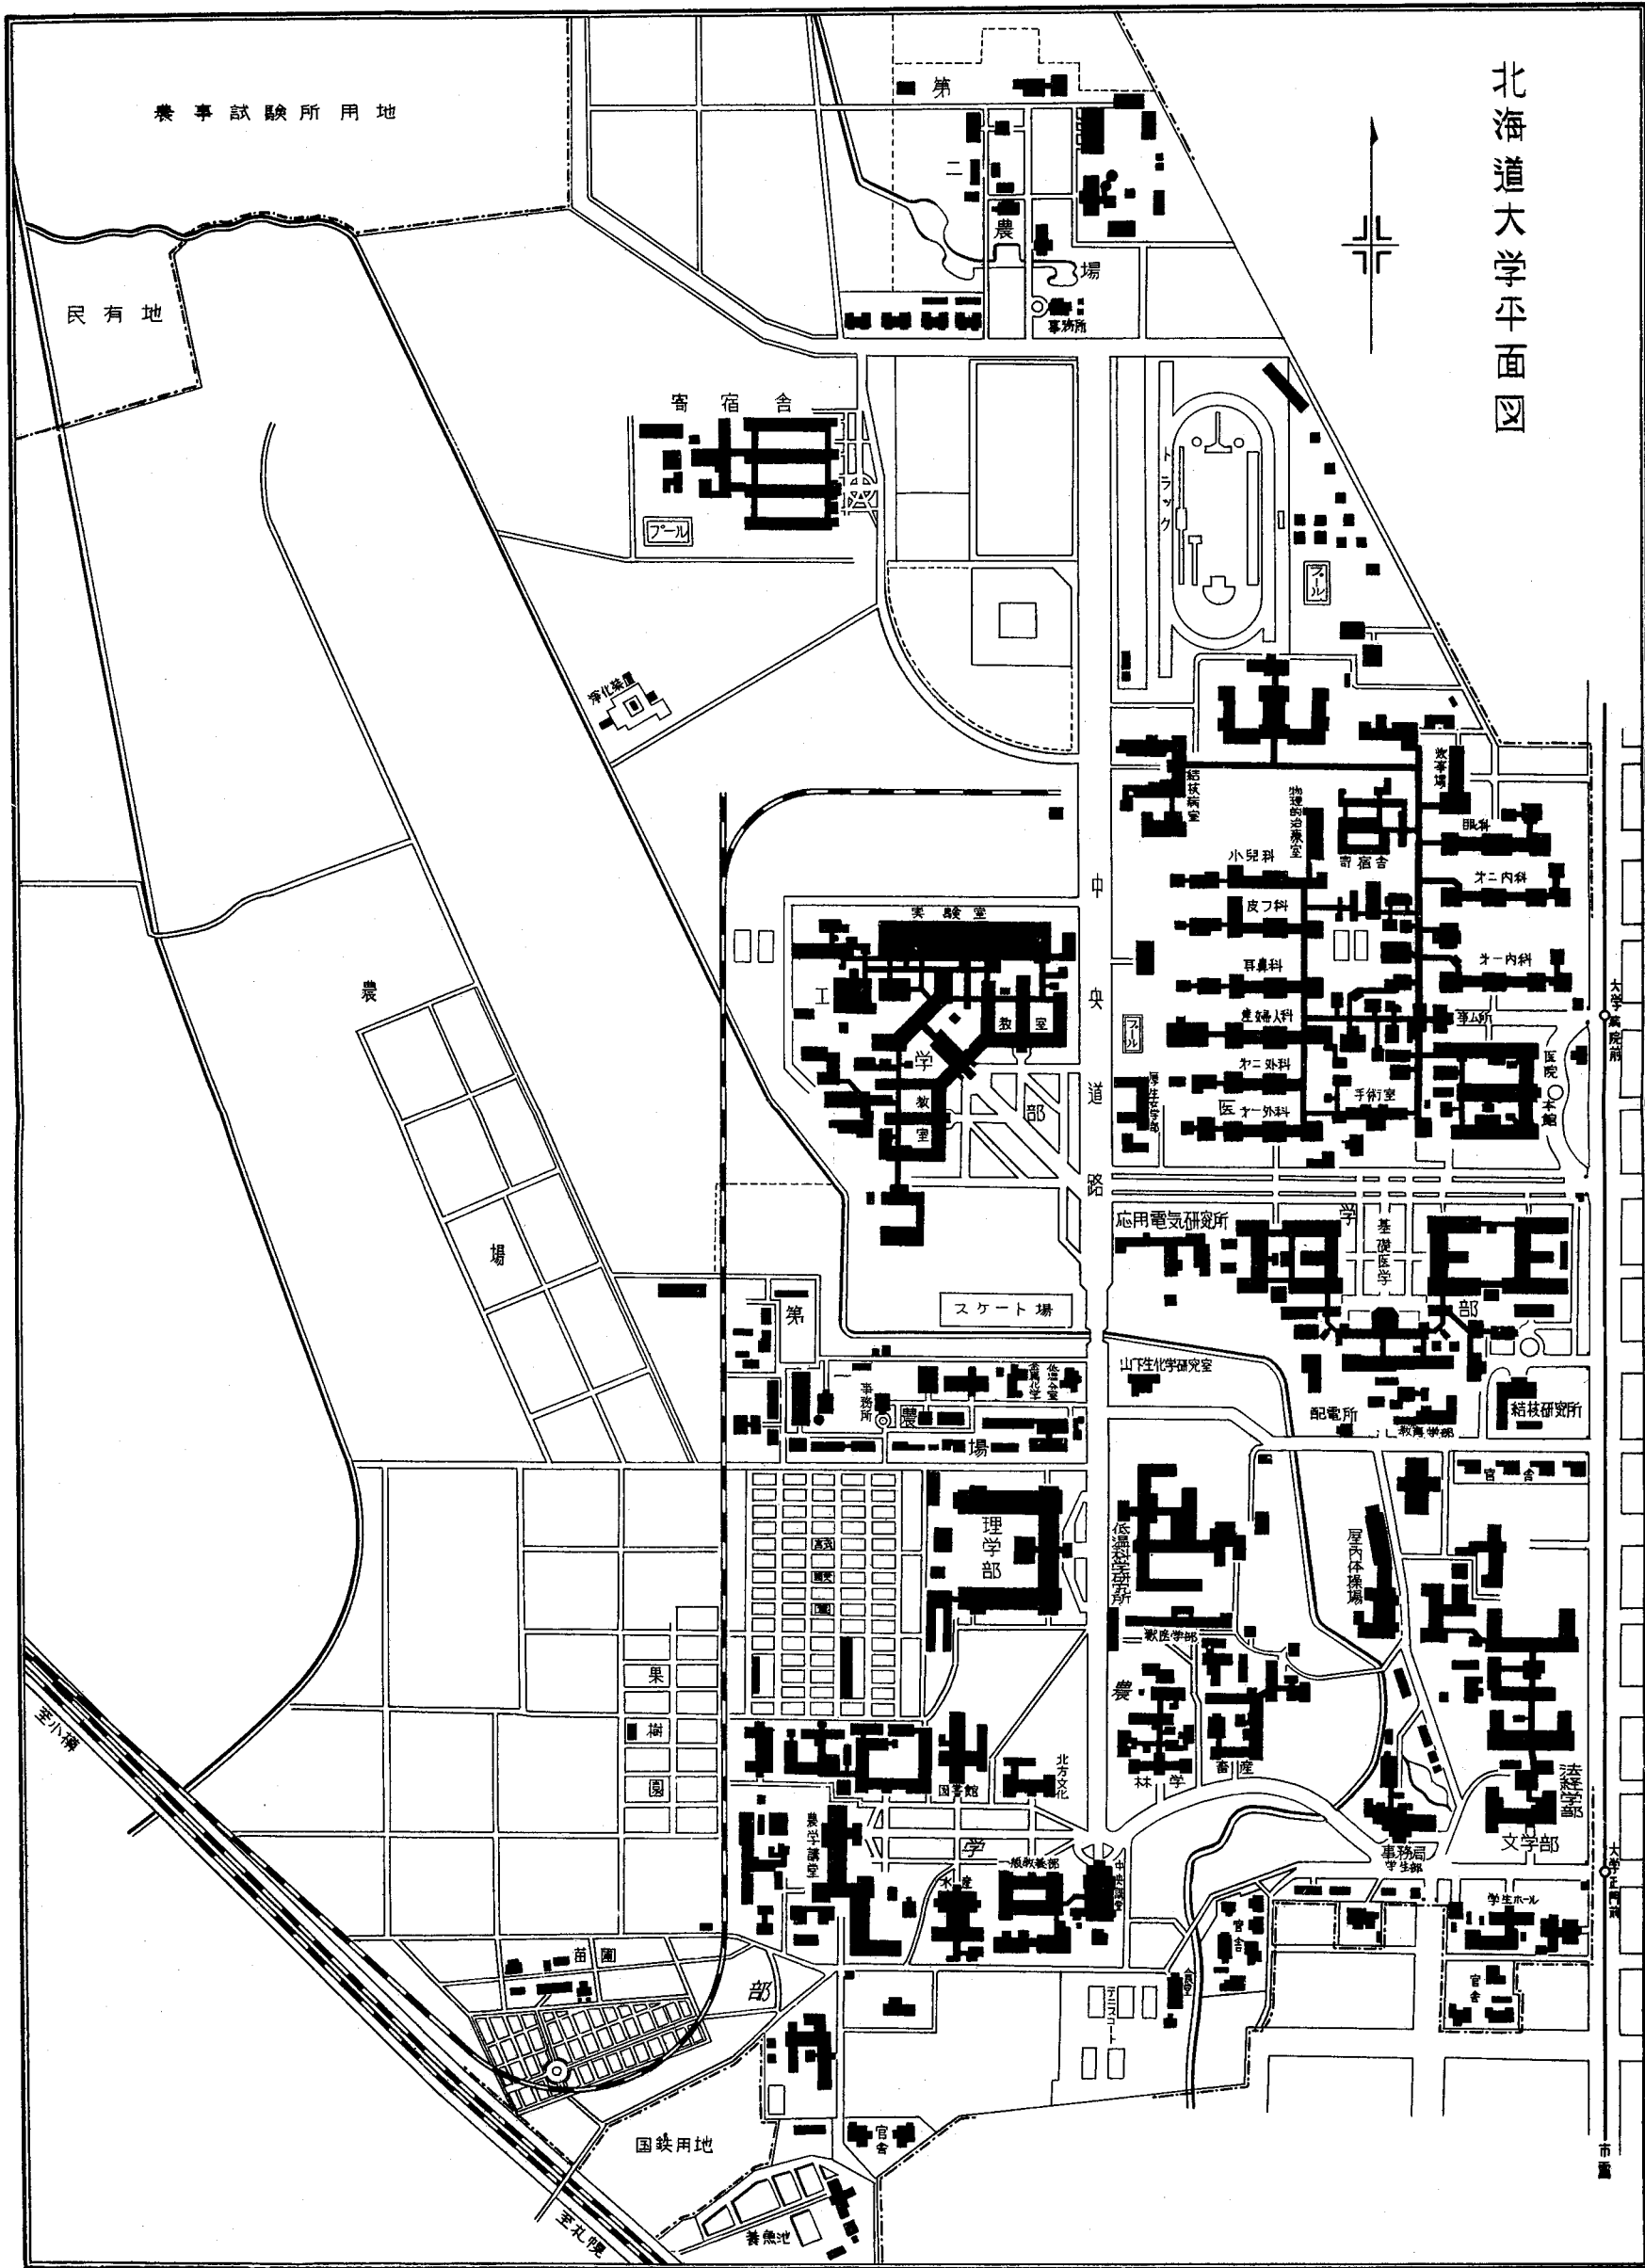 北海道大学平面図
農事試験所用地
民有地
第二農場
事務所
寄宿舎
プール
トラック
プール
浄化装置
結核病室
物理的治療室
炊事場
寄宿舎
眼科
オ二内科
オ一内科
小児科
皮フ科
耳鼻科
産婦人科
オ二外科
オ一外科
手術室
事ム所
医院本館
大学病院前
中央道路
実験室
工学部
教室
教室
プール
厚生女学部
医学部
応用電気研究所
基礎医学
スケート場
山下生化学研究室
配電所
教育学部
結核研究所
農場
第一農場
事務所
低温室
官舎
理学部
低温科学研究所
屋内体操場
獣医学部
農学部
林学
畜産
果樹園
図書館
北方文化
農学講堂
水産
一般教養部
中央講堂
法経学部
文学部
事務局
学生部
学生ホール
大学正門前
官舎
官舎
食堂
テニスコート
苗圃
国鉄用地
官舎
養魚池
至小樽
至札幌
市電